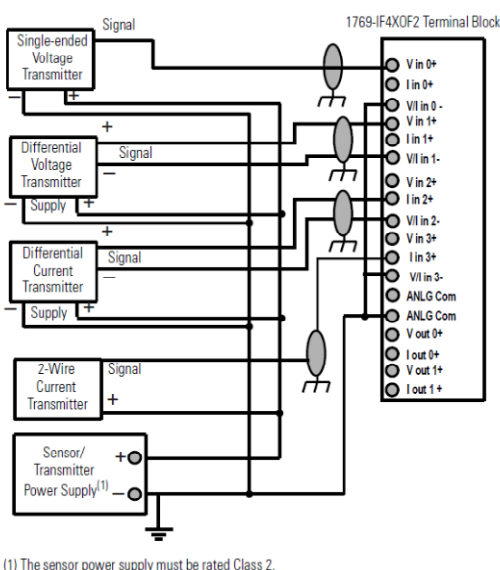 1769-IF4XOF2 Terminal Block
Signal
Single-ended
Voltage
Transmitter
— +
+
Differential
Voltage
Transmitter
Signal
—
— Supply +
+
Differential
Current
Transmitter
Signal
—
— Supply +
2-Wire
Current
Transmitter
Signal
+
Sensor/
Transmitter
Power Supply(1)
+
—
V in 0+
I in 0+
V/I in 0 -
V in 1+
I in 1+
V/I in 1-
V in 2+
I in 2+
V/I in 2-
V in 3+
I in 3+
V/I in 3-
ANLG Com
ANLG Com
V out 0+
I out 0+
V out 1+
I out 1 +
(1) The sensor power supply must be rated Class 2.